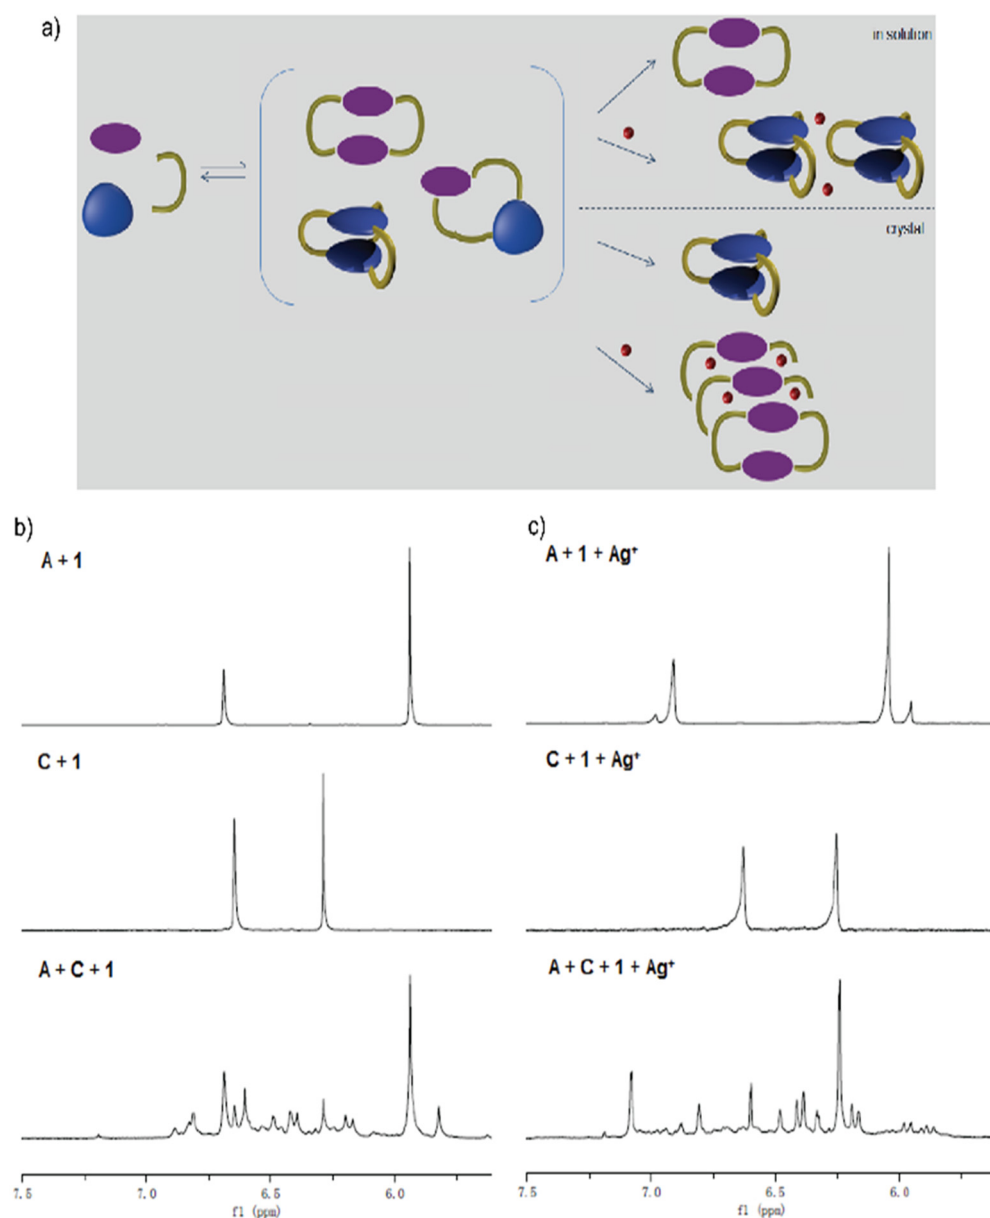 a)
in solution
crystal
b)
c)
A + 1
A + 1 + Ag⁺
C + 1
C + 1 + Ag⁺
A + C + 1
A + C + 1 + Ag⁺
7.5 7.0 6.5 6.0
f1 (ppm)
7.5 7.0 6.5 6.0
f1 (ppm)